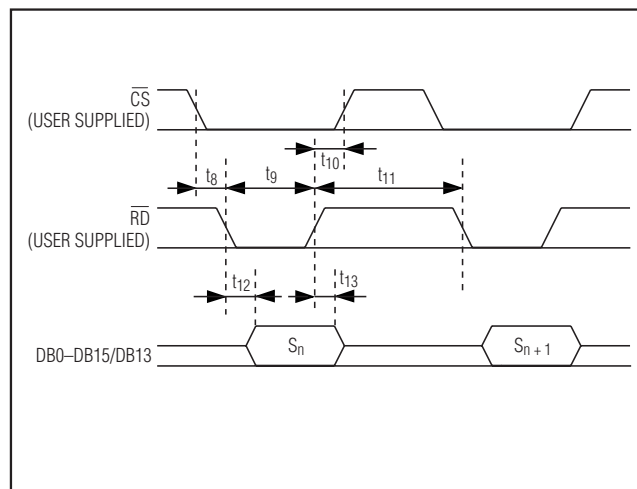 CS
(USER SUPPLIED)
t10
t8
t9
t11
RD
(USER SUPPLIED)
t12
t13
DB0–DB15/DB13
Sn
Sn + 1